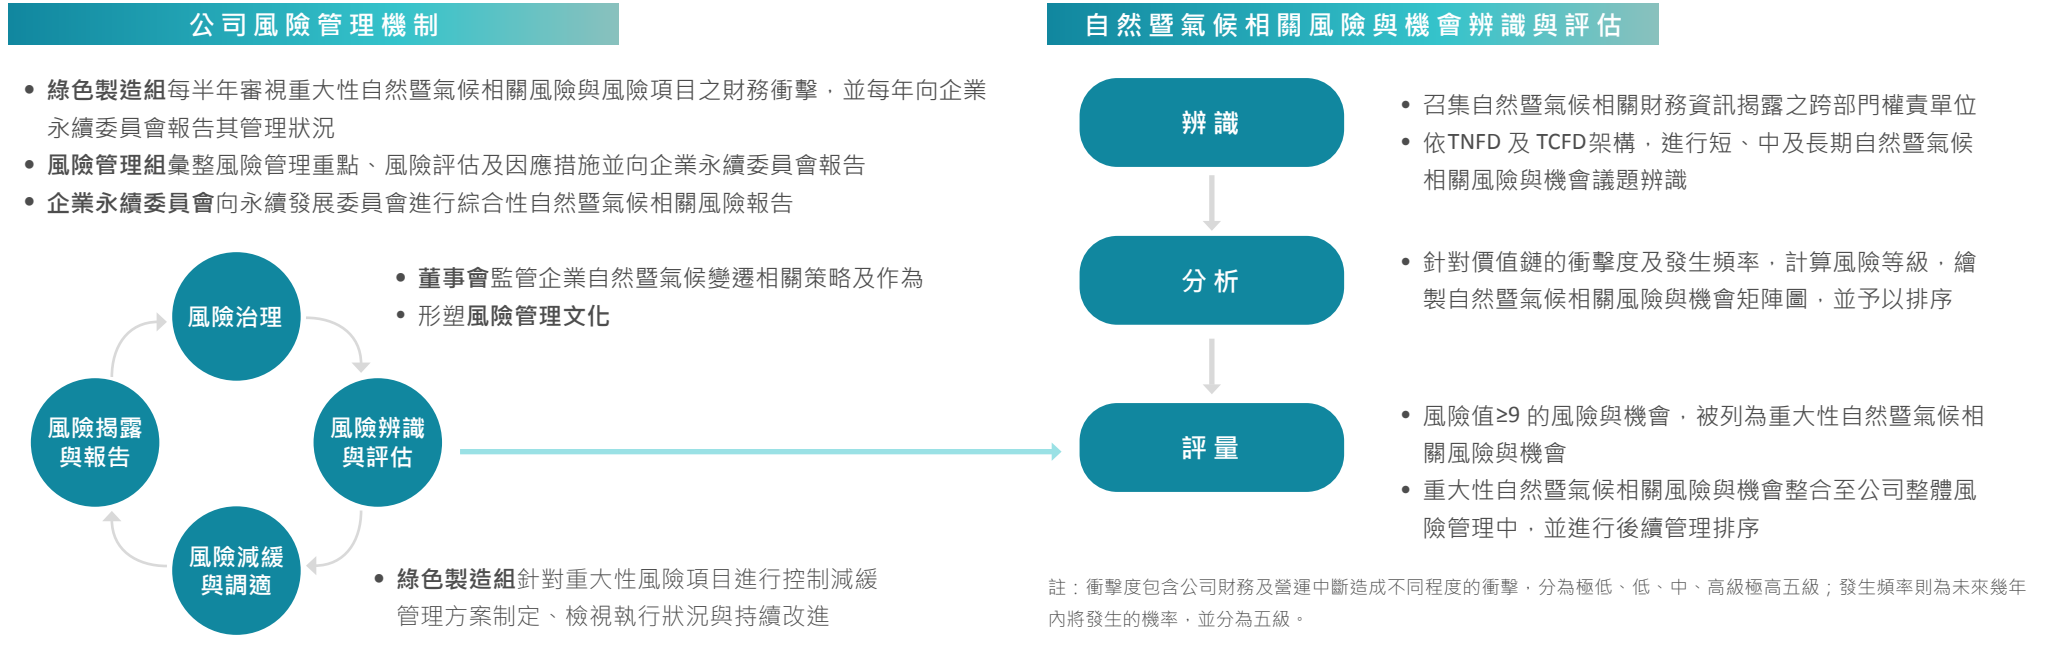 公司風險管理機制
• 綠色製造組每半年審視重大性自然暨氣候相關風險與風險項目之財務衝擊，並每年向企業
永續委員會報告其管理狀況
• 風險管理組彙整風險管理重點、風險評估及因應措施並向企業永續委員會報告
• 企業永續委員會向永續發展委員會進行綜合性自然暨氣候相關風險報告
• 董事會監管企業自然暨氣候變遷相關策略及作為
• 形塑風險管理文化
風險治理
風險辨識
與評估
風險減緩
與調適
風險揭露
與報告
• 綠色製造組針對重大性風險項目進行控制減緩
管理方案制定、檢視執行狀況與持續改進
自然暨氣候相關風險與機會辨識與評估
辨識
• 召集自然暨氣候相關財務資訊揭露之跨部門權責單位
• 依TNFD 及 TCFD架構，進行短、中及長期自然暨氣候
相關風險與機會議題辨識
分析
• 針對價值鏈的衝擊度及發生頻率，計算風險等級，繪
製自然暨氣候相關風險與機會矩陣圖，並予以排序
評量
• 風險值≥9 的風險與機會，被列為重大性自然暨氣候相
關風險與機會
• 重大性自然暨氣候相關風險與機會整合至公司整體風
險管理中，並進行後續管理排序
註：衝擊度包含公司財務及營運中斷造成不同程度的衝擊，分為極低、低、中、高級極高五級；發生頻率則為未來幾年
內將發生的機率，並分為五級。